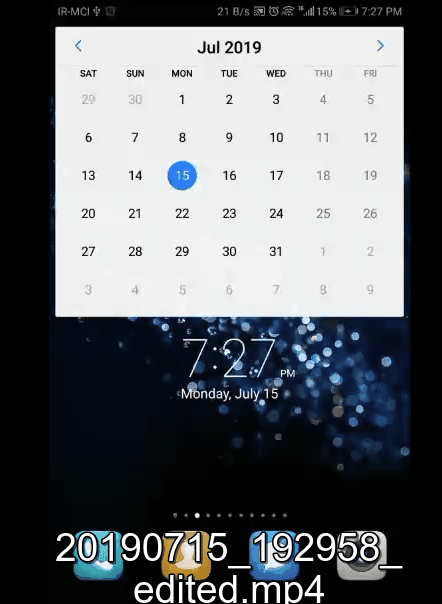 IR-MCI 21 B/s 3G 15% 7:27 PM
Jul 2019
SAT SUN MON TUE WED THU FRI
29 30 1 2 3 4 5
6 7 8 9 10 11 12
13 14 15 16 17 18 19
20 21 22 23 24 25 26
27 28 29 30 31 1 2
3 4 5 6 7 8 9
7:27 PM
Monday, July 15
20190715_192958_
edited.mp4